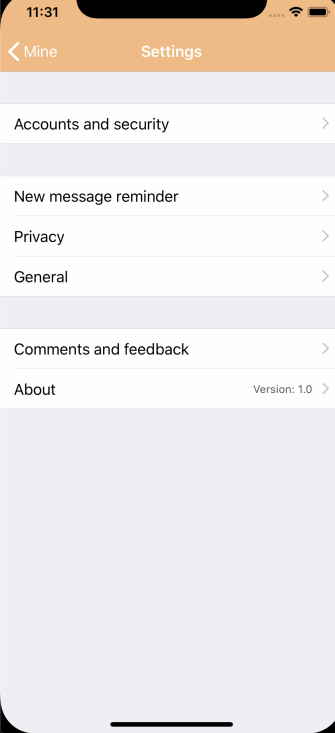 11:31
Mine
Settings
Accounts and security
New message reminder
Privacy
General
Comments and feedback
About
Version: 1.0